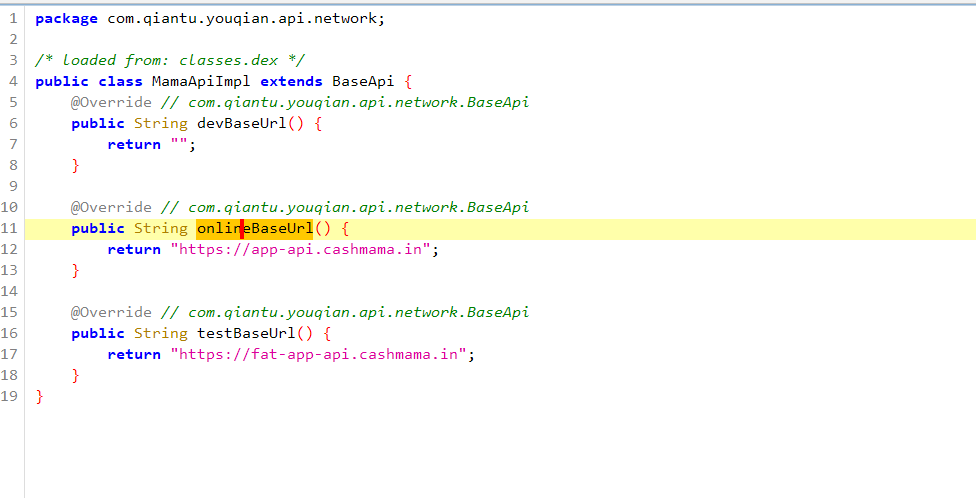 1 package com.qiantu.youqian.api.network;
2
3 /* loaded from: classes.dex */
4 public class MamaApiImpl extends BaseApi {
5     @Override // com.qiantu.youqian.api.network.BaseApi
6     public String devBaseUrl() {
7         return "";
8     }
9
10     @Override // com.qiantu.youqian.api.network.BaseApi
11     public String onlineBaseUrl() {
12         return "https://app-api.cashmama.in";
13     }
14
15     @Override // com.qiantu.youqian.api.network.BaseApi
16     public String testBaseUrl() {
17         return "https://fat-app-api.cashmama.in";
18     }
19 }